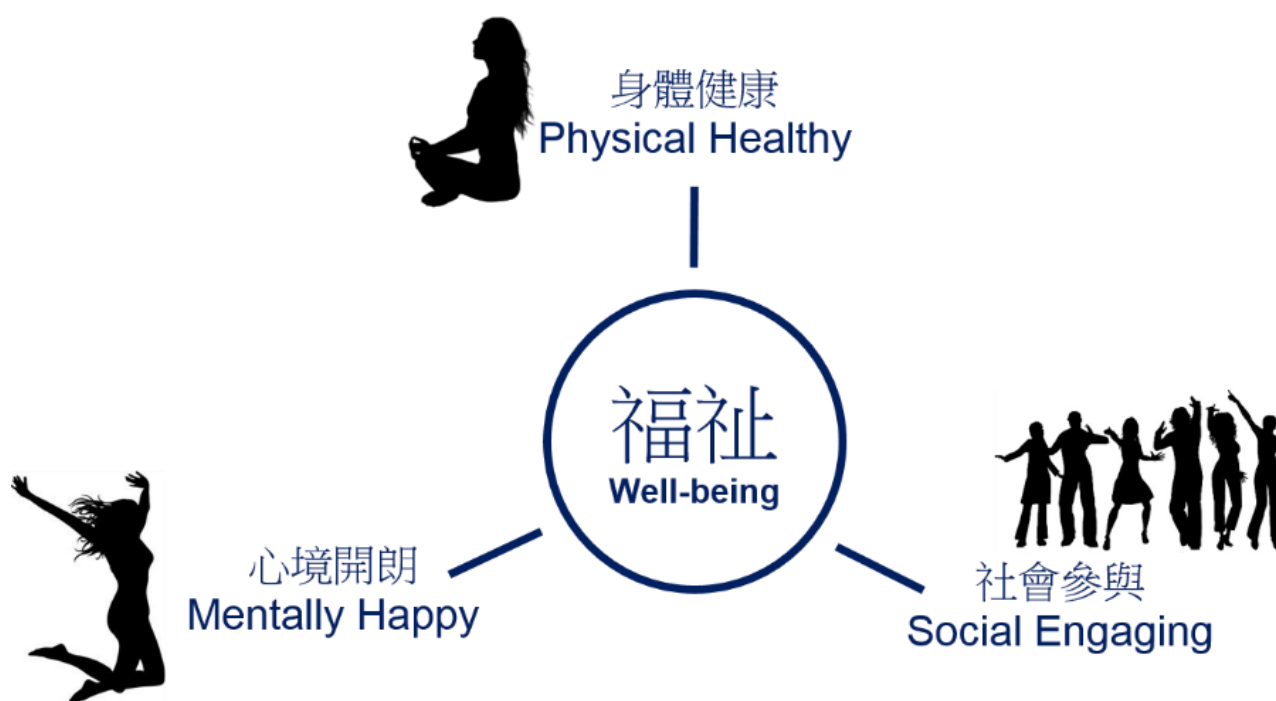 身體健康
Physical Healthy
福祉
Well-being
心境開朗
Mentally Happy
社會參與
Social Engaging